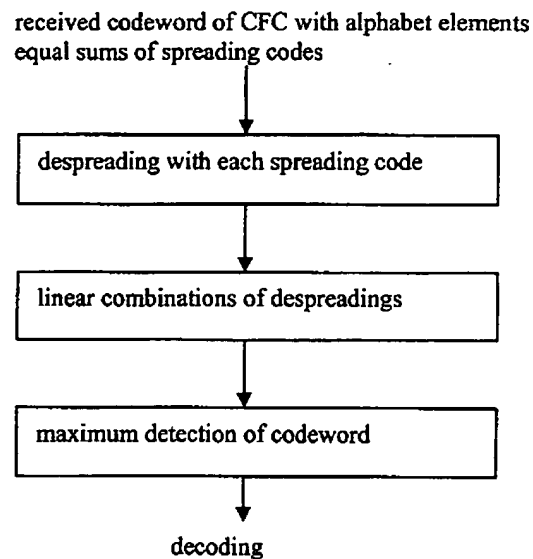 received codeword of CFC with alphabet elements
equal sums of spreading codes
despreading with each spreading code
linear combinations of despreadings
maximum detection of codeword
decoding